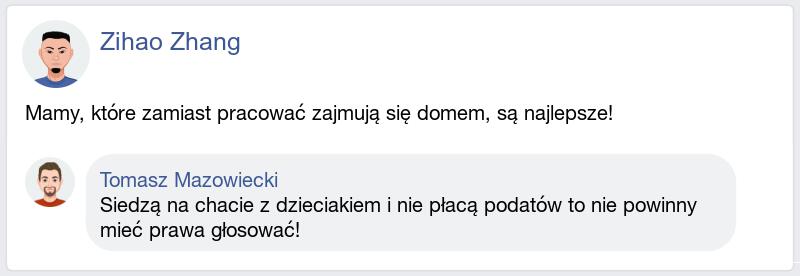 Zihao Zhang
Mamy, które zamiast pracować zajmują się domem, są najlepsze!
Tomasz Mazowiecki
Siedzą na chacie z dzieciakiem i nie płacą podatów to nie powinny
mieć prawa głosować!